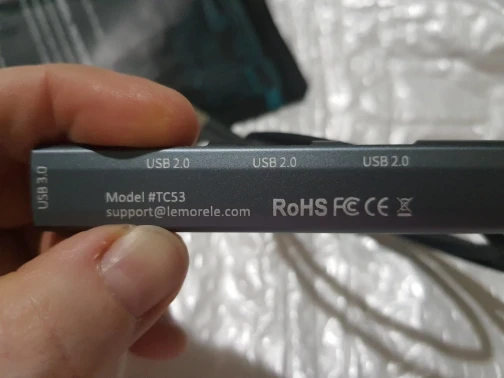 USB 3.0
USB 2.0 USB 2.0 USB 2.0
Model #TC53
support@lemorele.com
RoHS FC CE